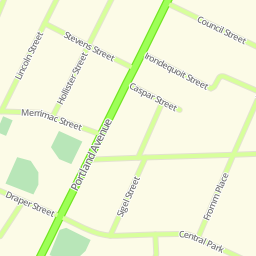 Council Street
Stevens Street
Lincoln Street
Irondequoit Street
Hollister Street
Caspar Street
Merrimac Street
Portland Avenue
Sigel Street
Fromm Place
Draper Street
Central Park